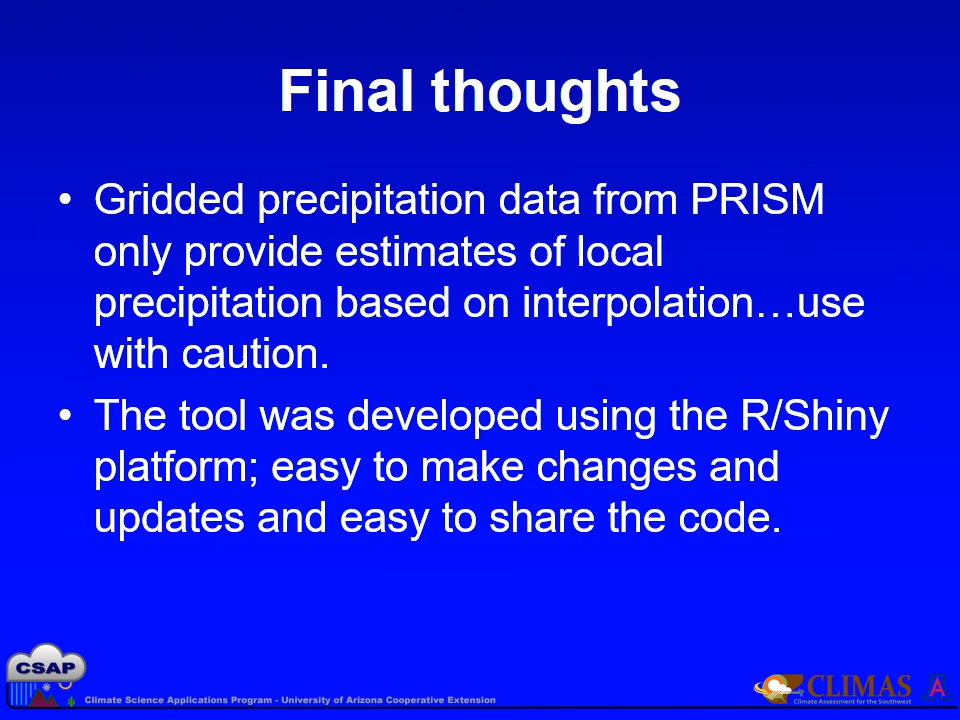 Final thoughts
• Gridded precipitation data from PRISM
only provide estimates of local
precipitation based on interpolation…use
with caution.
• The tool was developed using the R/Shiny
platform; easy to make changes and
updates and easy to share the code.
CSAP
Climate Science Applications Program - University of Arizona Cooperative Extension
CLIMAS
Climate Assessment for the Southwest
A